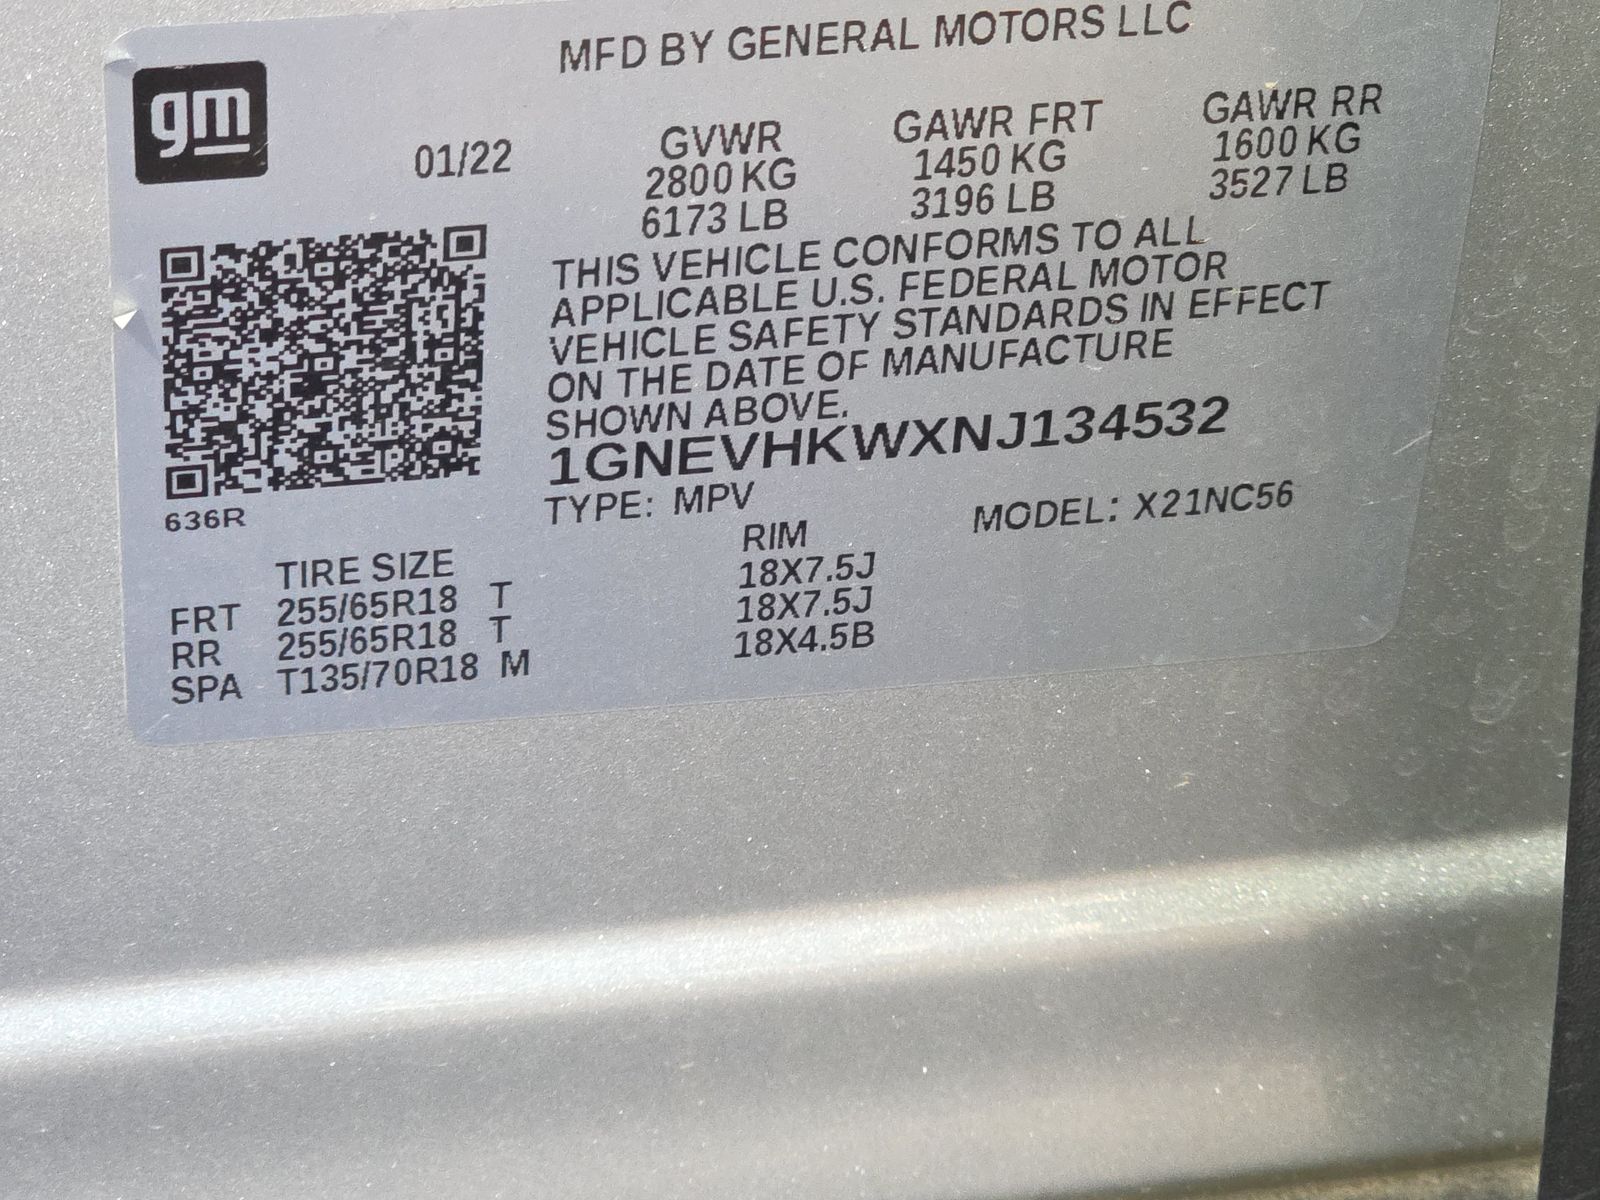 MFD BY GENERAL MOTORS LLC
gm
01/22
GVWR
2800 KG
6173 LB
GAWR FRT
1450 KG
3196 LB
GAWR RR
1600 KG
3527 LB
THIS VEHICLE CONFORMS TO ALL
APPLICABLE U.S. FEDERAL MOTOR
VEHICLE SAFETY STANDARDS IN EFFECT
ON THE DATE OF MANUFACTURE
SHOWN ABOVE.
1GNEVHKWXNJ134532
TYPE: MPV
MODEL: X21NC56
636R
TIRE SIZE RIM
FRT 255/65R18 T 18X7.5J
RR 255/65R18 T 18X7.5J
SPA T135/70R18 M 18X4.5B